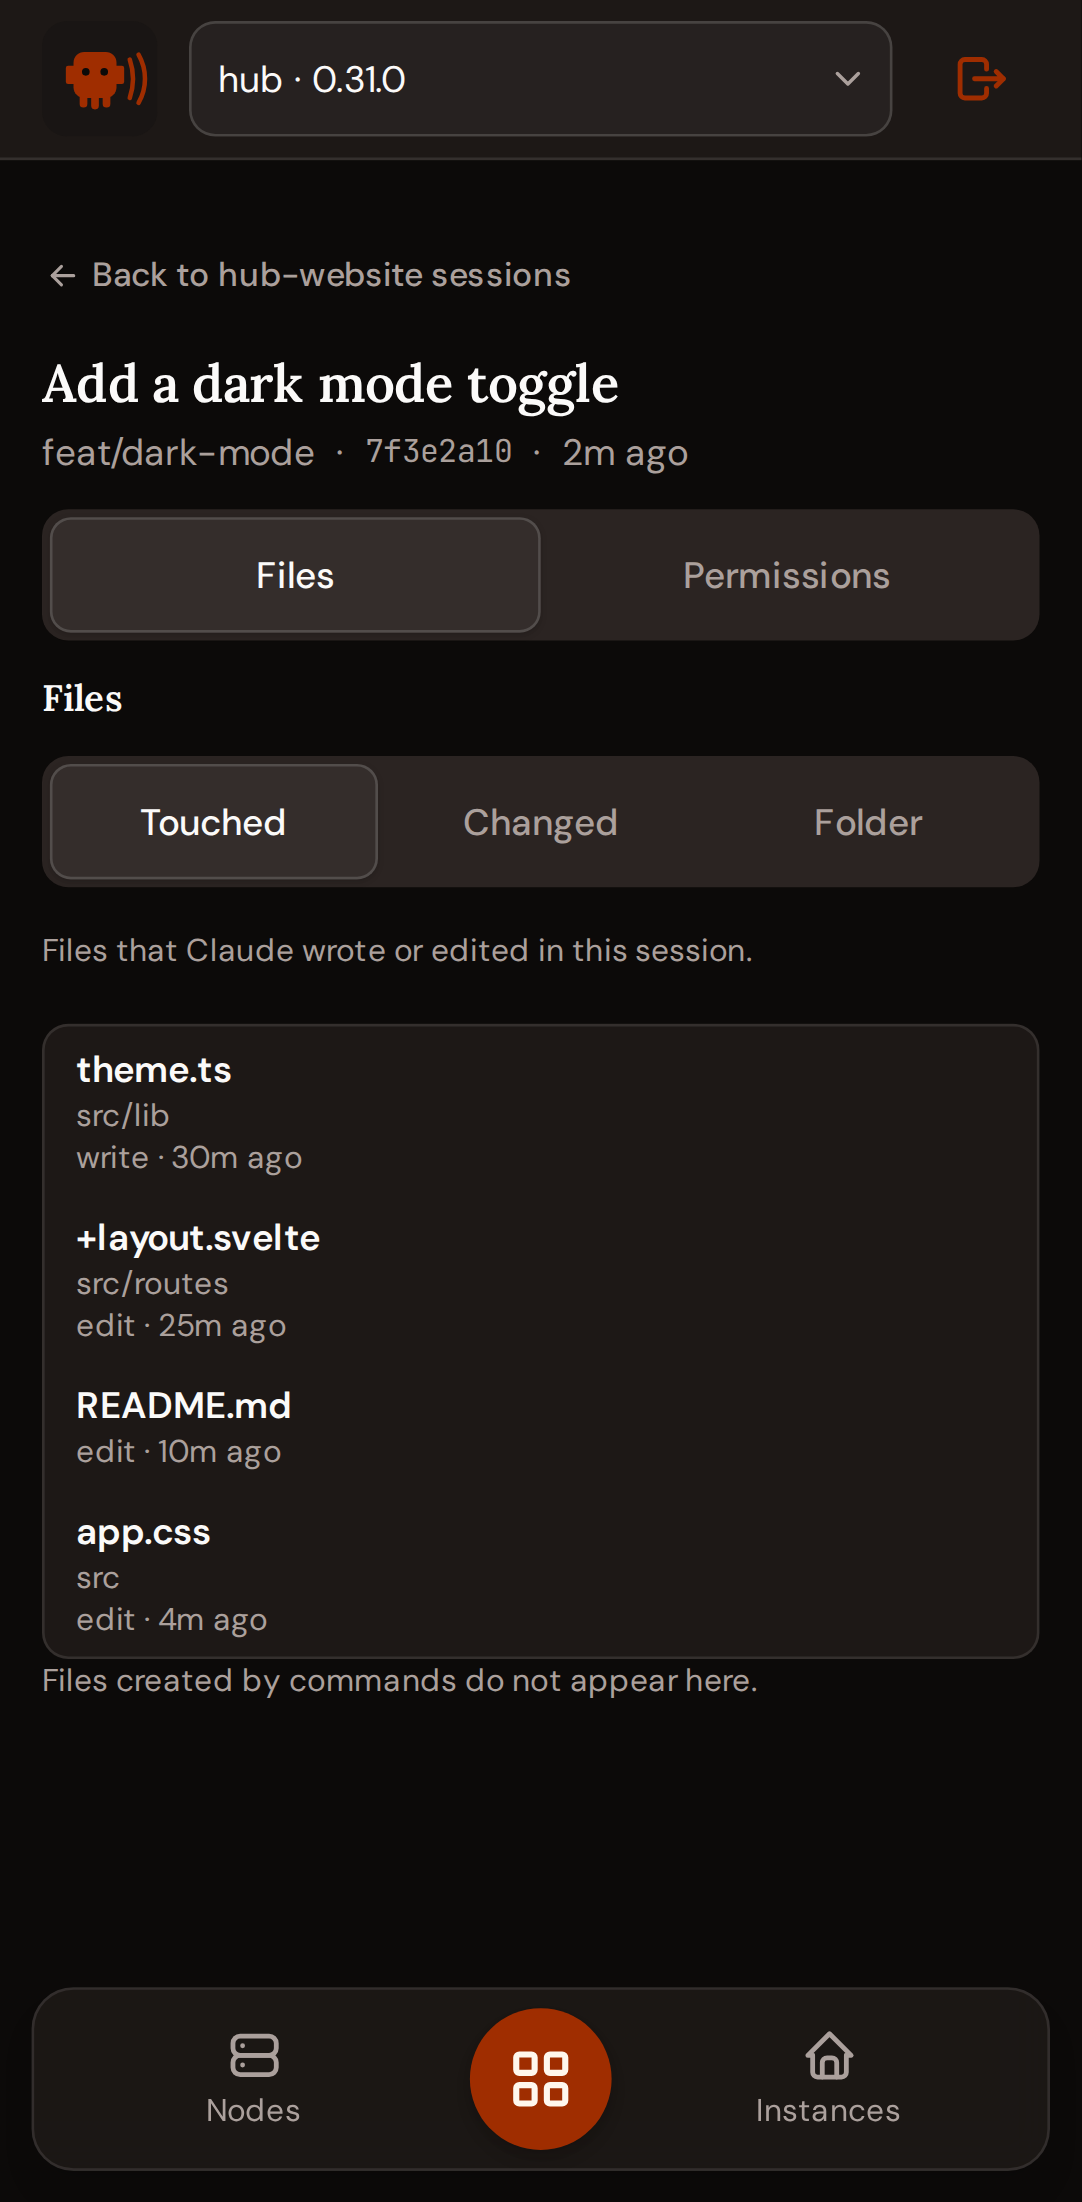 hub · 0.31.0
← Back to hub-website sessions
Add a dark mode toggle
feat/dark-mode · 7f3e2a10 · 2m ago
Files Permissions
Files
Touched Changed Folder
Files that Claude wrote or edited in this session.
theme.ts
src/lib
write · 30m ago
+layout.svelte
src/routes
edit · 25m ago
README.md
edit · 10m ago
app.css
src
edit · 4m ago
Files created by commands do not appear here.
Nodes Instances